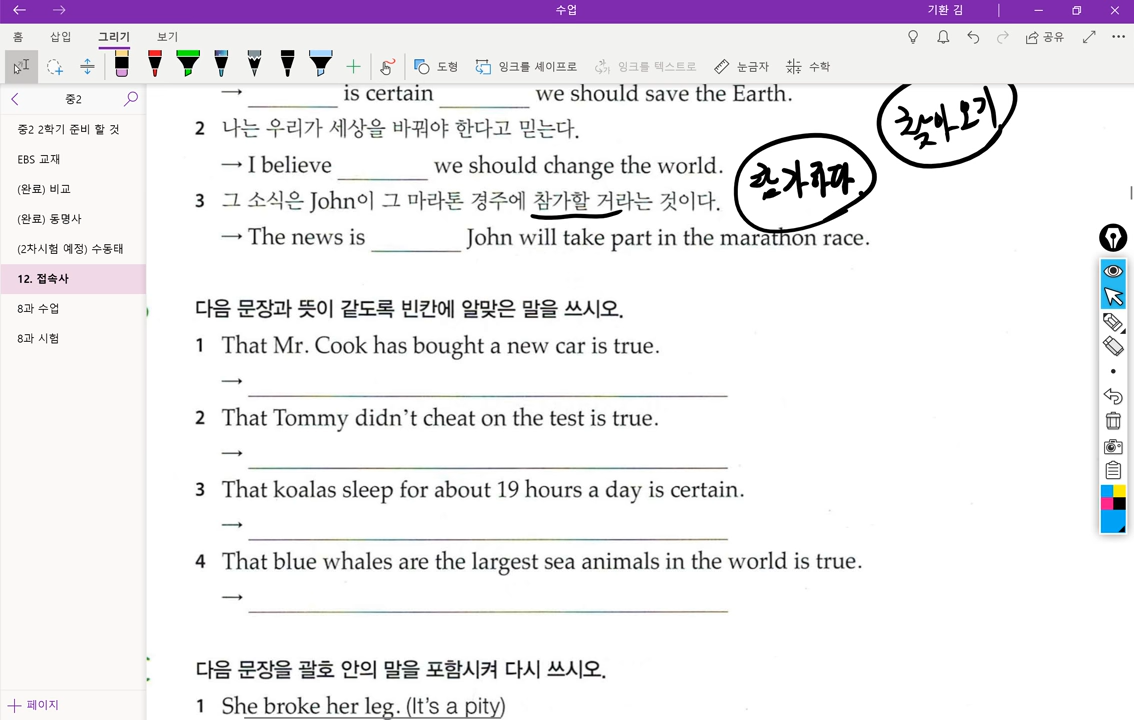 수업
기환 김
홈 삽입 그리기 보기
도형 잉크를 셰이프로 잉크를 텍스트로 눈금자 수학 공유
중2
중2 2학기 준비 할 것
EBS 교재
(완료) 비교
(완료) 동명사
(2차시험 예정) 수동태
12. 접속사
8과 수업
8과 시험
페이지
→ ________ is certain ________ we should save the Earth.
찾아오기
2 나는 우리가 세상을 바꿔야 한다고 믿는다.
→ I believe ________ we should change the world.
참가하다.
3 그 소식은 John이 그 마라톤 경주에 참가할 거라는 것이다.
→ The news is ________ John will take part in the marathon race.
다음 문장과 뜻이 같도록 빈칸에 알맞은 말을 쓰시오.
1 That Mr. Cook has bought a new car is true.
→
2 That Tommy didn't cheat on the test is true.
→
3 That koalas sleep for about 19 hours a day is certain.
→
4 That blue whales are the largest sea animals in the world is true.
→
다음 문장을 괄호 안의 말을 포함시켜 다시 쓰시오.
1 She broke her leg. (It's a pity)